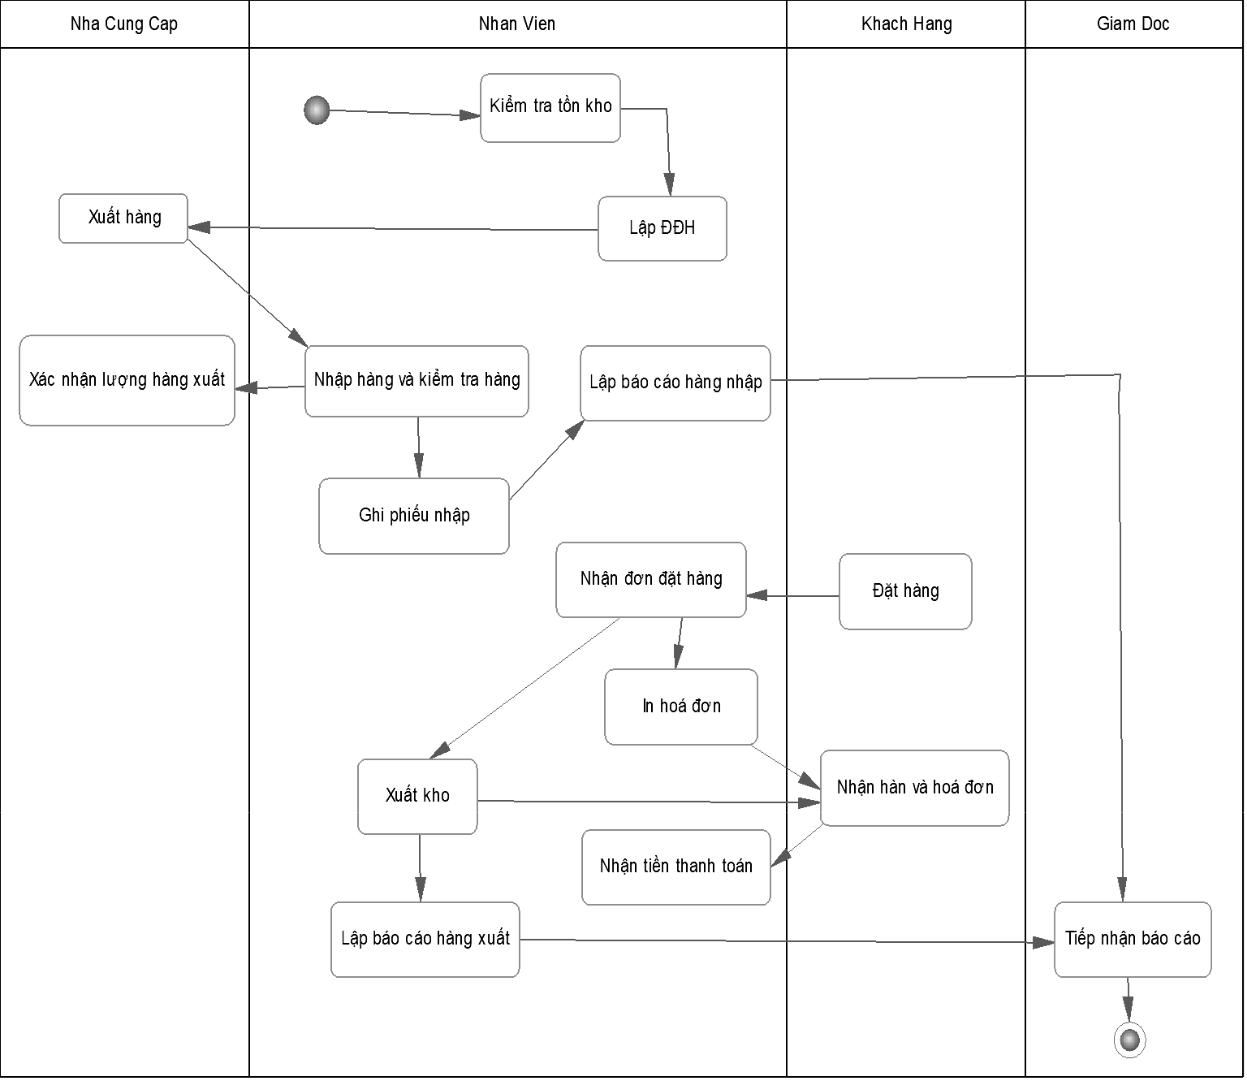 Nha Cung Cap
Nhan Vien
Khach Hang
Giam Doc
Kiểm tra tồn kho
Xuất hàng
Lập ĐĐH
Xác nhận lượng hàng xuất
Nhập hàng và kiểm tra hàng
Lập báo cáo hàng nhập
Ghi phiếu nhập
Nhận đơn đặt hàng
Đặt hàng
In hoá đơn
Xuất kho
Nhận hàn và hoá đơn
Nhận tiền thanh toán
Lập báo cáo hàng xuất
Tiếp nhận báo cáo